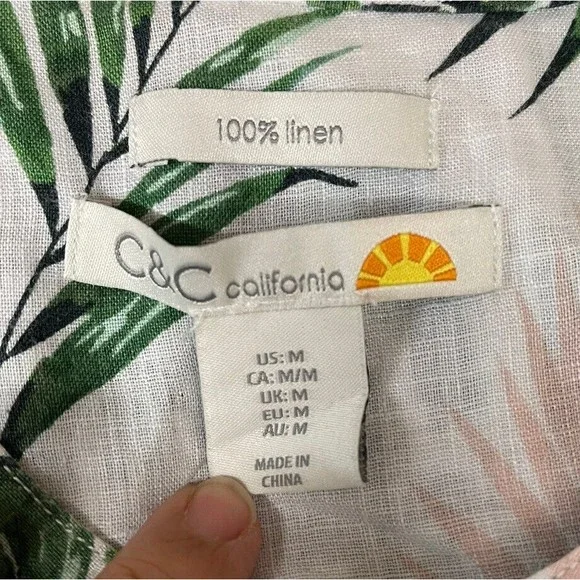 100% linen
C&C california
US: M
CA: M/M
UK: M
EU: M
AU: M
MADE IN
CHINA